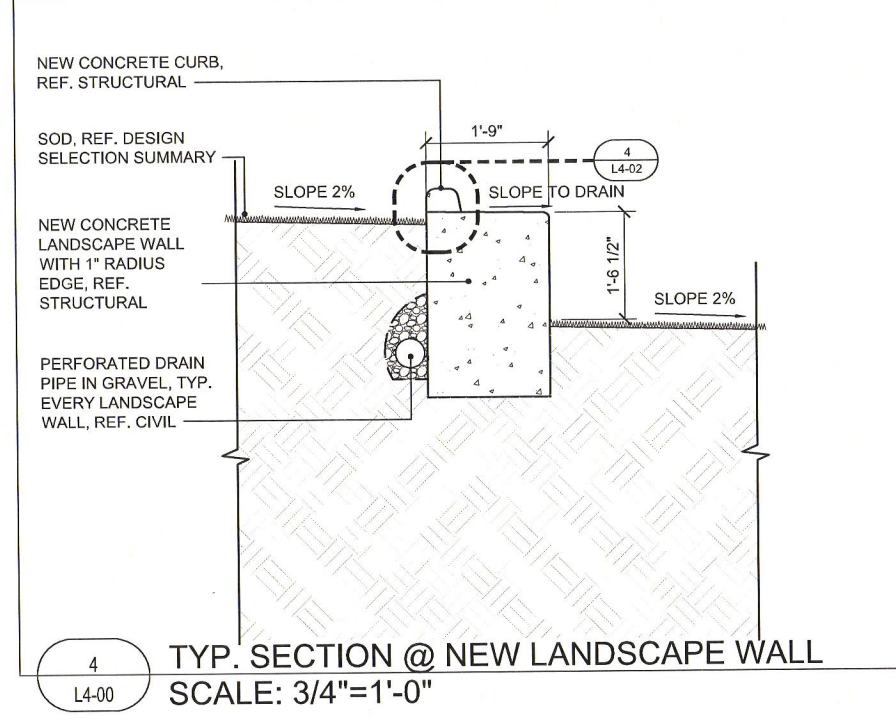 NEW CONCRETE CURB,
REF. STRUCTURAL
SOD, REF. DESIGN
SELECTION SUMMARY
1'-9"
4
L4-02
SLOPE 2%
SLOPE TO DRAIN
NEW CONCRETE
LANDSCAPE WALL
WITH 1" RADIUS
EDGE, REF.
STRUCTURAL
1'-6 1/2"
SLOPE 2%
PERFORATED DRAIN
PIPE IN GRAVEL, TYP.
EVERY LANDSCAPE
WALL, REF. CIVIL
4
L4-00
TYP. SECTION @ NEW LANDSCAPE WALL
SCALE: 3/4"=1'-0"